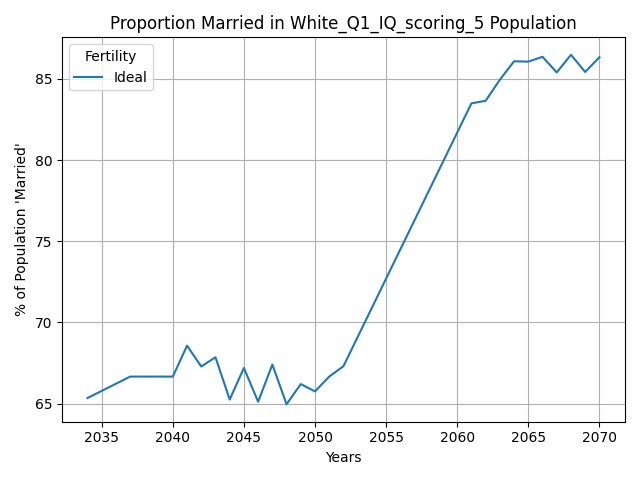 Proportion Married in White_Q1_IQ_scoring_5 Population
Fertility
Ideal
% of Population 'Married'
85
80
75
70
65
2035 2040 2045 2050 2055 2060 2065 2070
Years